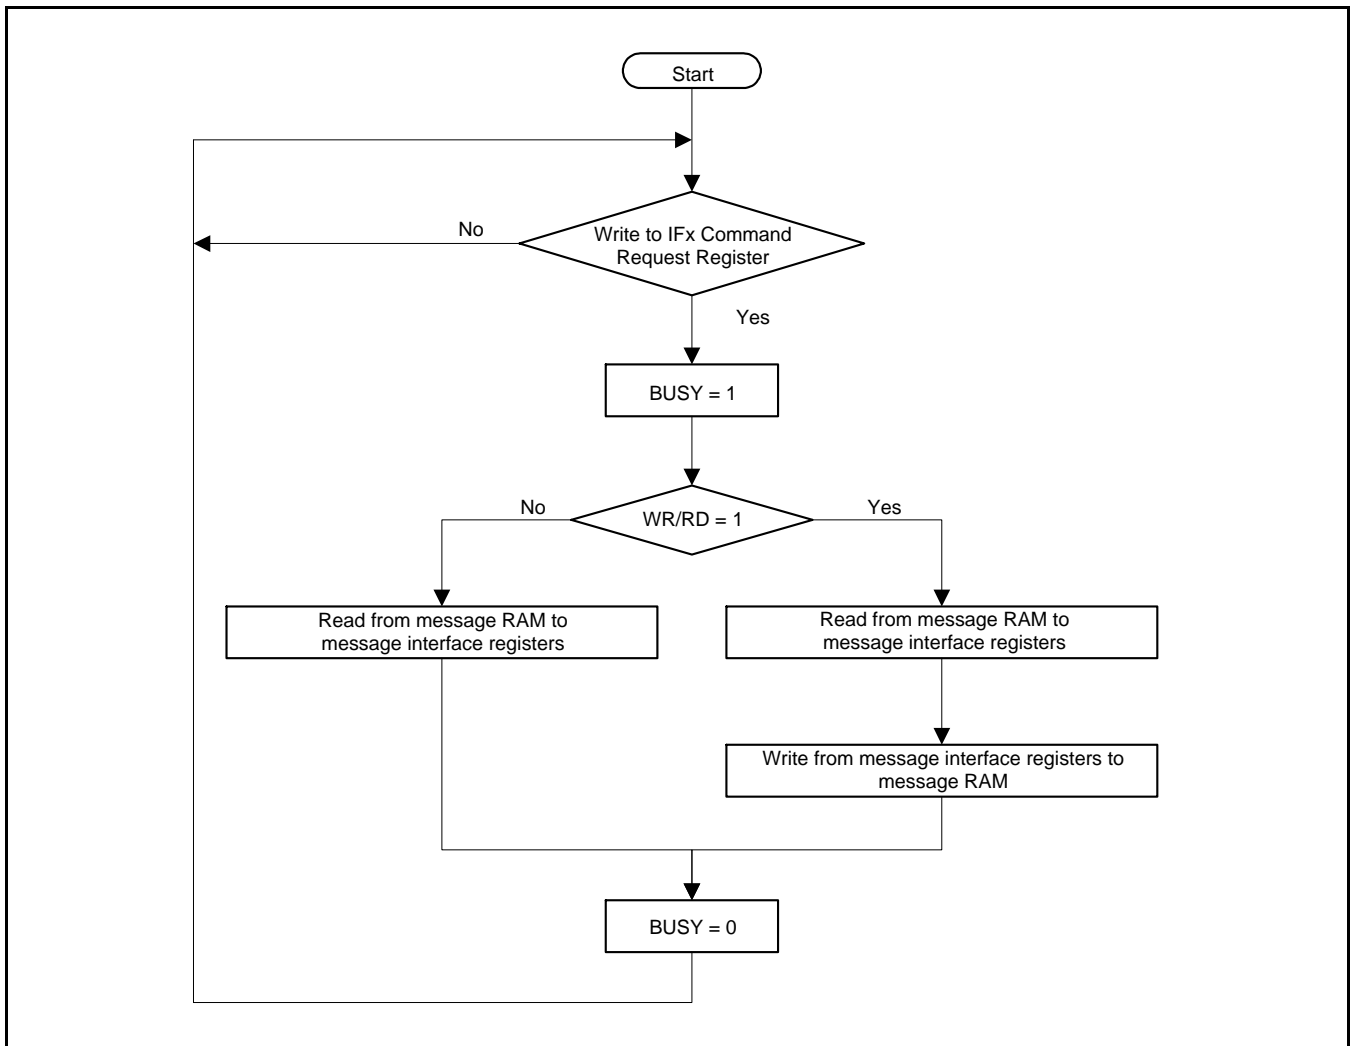 Start
No
Write to IFx Command
Request Register
Yes
BUSY = 1
No
WR/RD = 1
Yes
Read from message RAM to
message interface registers
Read from message RAM to
message interface registers
Write from message interface registers to
message RAM
BUSY = 0